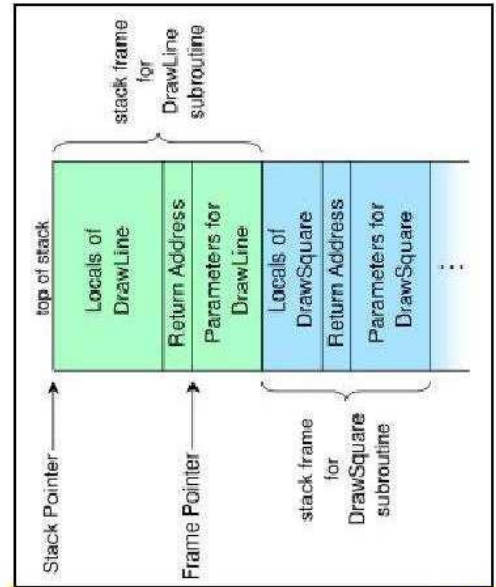 top of stack
Stack Pointer
Locals of
DrawLine
Return Address
Frame Pointer
Parameters for
DrawLine
stack frame
for
DrawLine
subroutine
Locals of
DrawSquare
Return Address
Parameters for
DrawSquare
stack frame
for
DrawSquare
subroutine
⋮